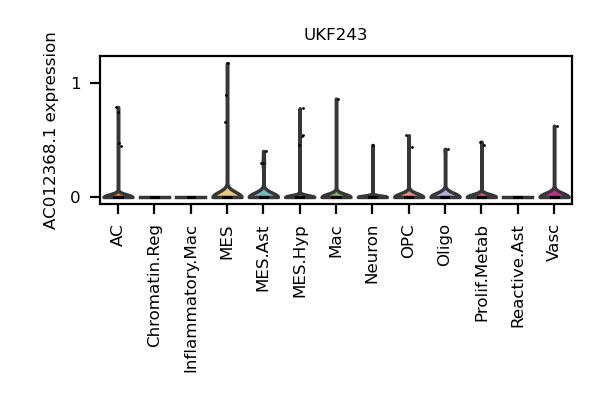 UKF243
AC012368.1 expression
1
0
AC
Chromatin.Reg
Inflammatory.Mac
MES
MES.Ast
MES.Hyp
Mac
Neuron
OPC
Oligo
Prolif.Metab
Reactive.Ast
Vasc